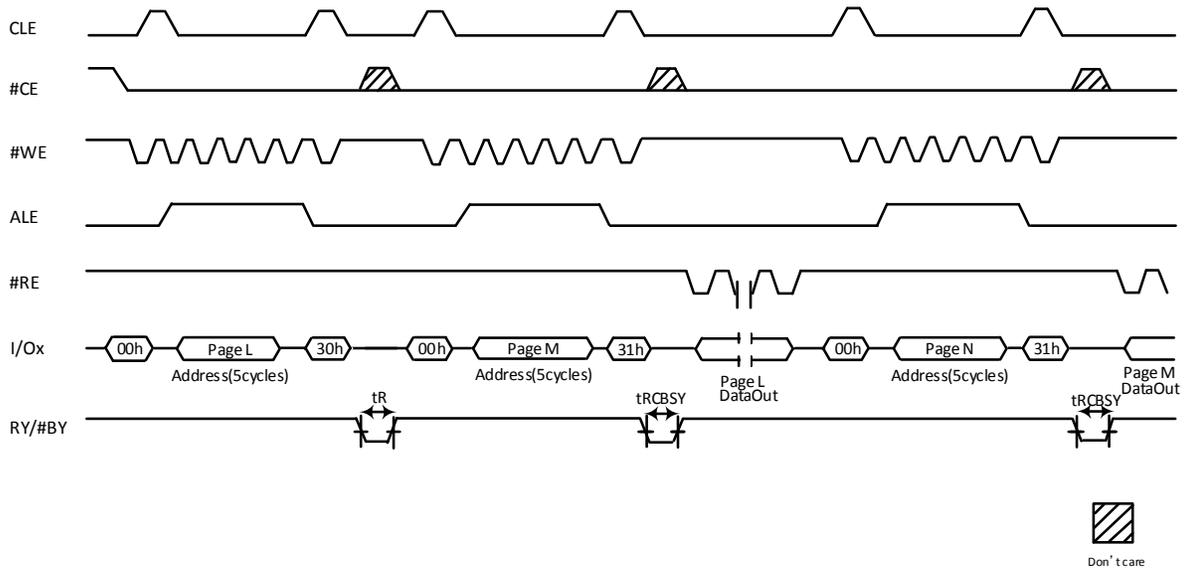 CLE
#CE
#WE
ALE
#RE
I/Ox 00h Page L 30h 00h Page M 31h 00h Page N 31h
Address(5cycles) Address(5cycles) Page L DataOut Address(5cycles) Page M DataOut
tR tRCBSY tRCBSY
RY/#BY
Don't care